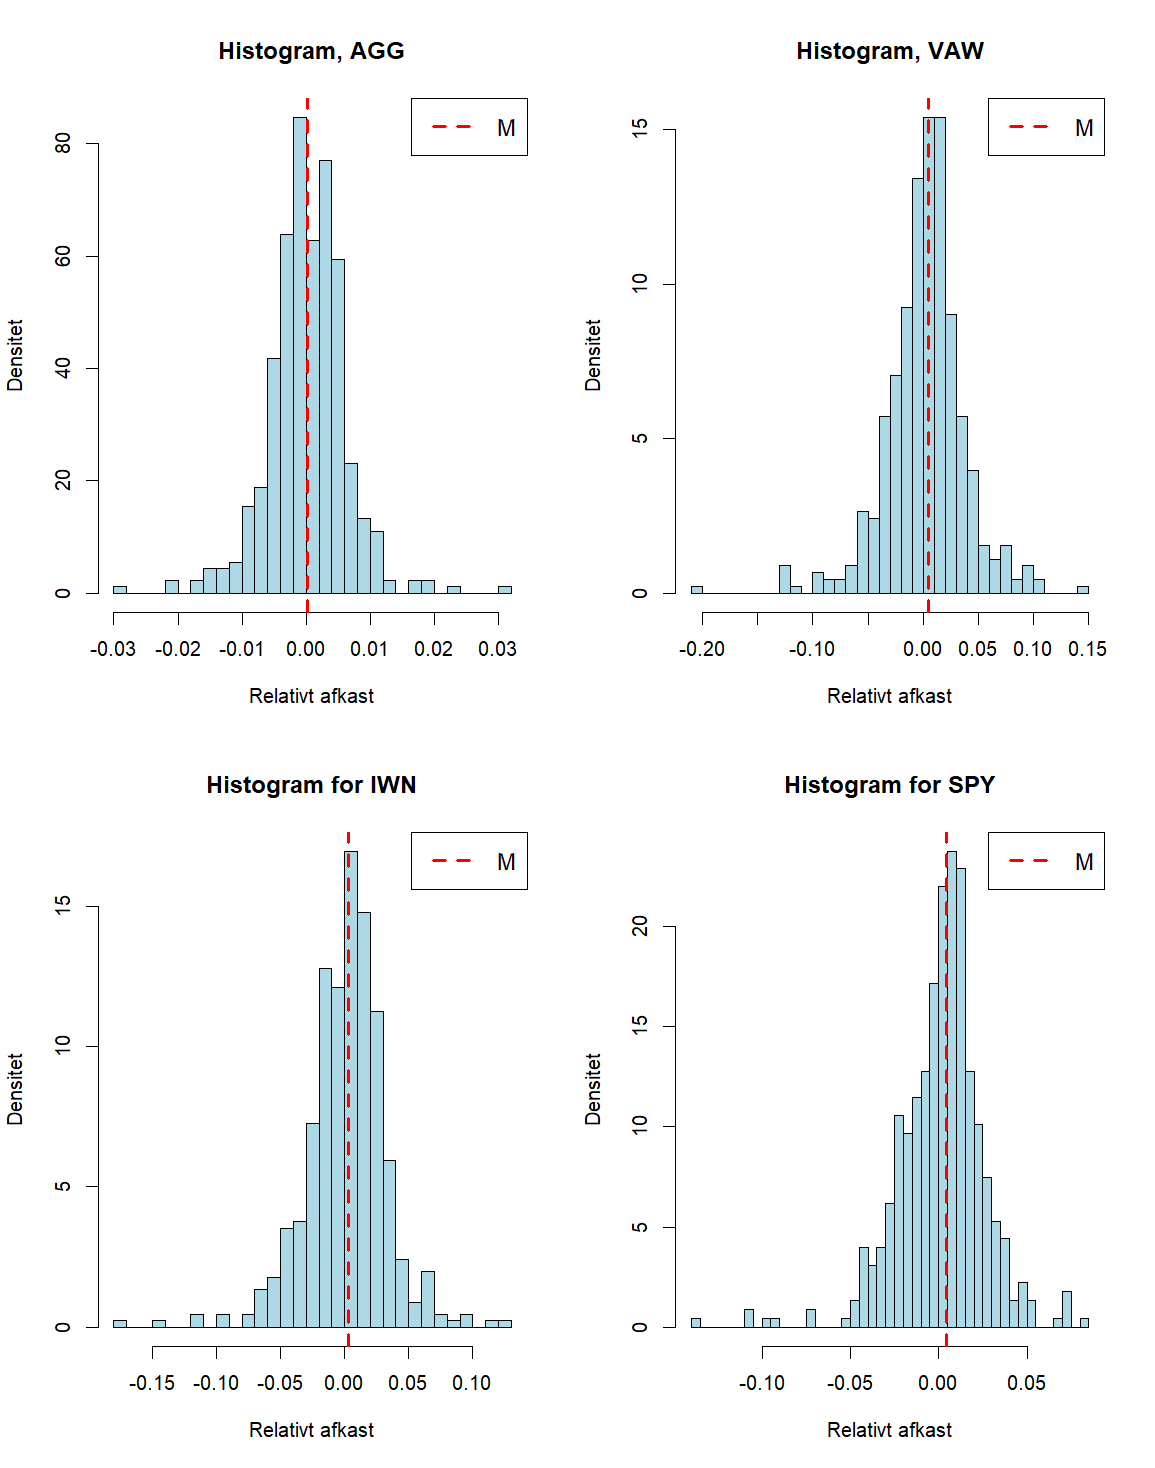 Histogram, AGG
M
80
60
40
20
0
Densitet
-0.03 -0.02 -0.01 0.00 0.01 0.02 0.03
Relativt afkast
Histogram, VAW
M
15
10
5
0
Densitet
-0.20 -0.10 0.00 0.05 0.10 0.15
Relativt afkast
Histogram for IWN
M
15
10
5
0
Densitet
-0.15 -0.10 -0.05 0.00 0.05 0.10
Relativt afkast
Histogram for SPY
M
20
15
10
5
0
Densitet
-0.10 -0.05 0.00 0.05
Relativt afkast